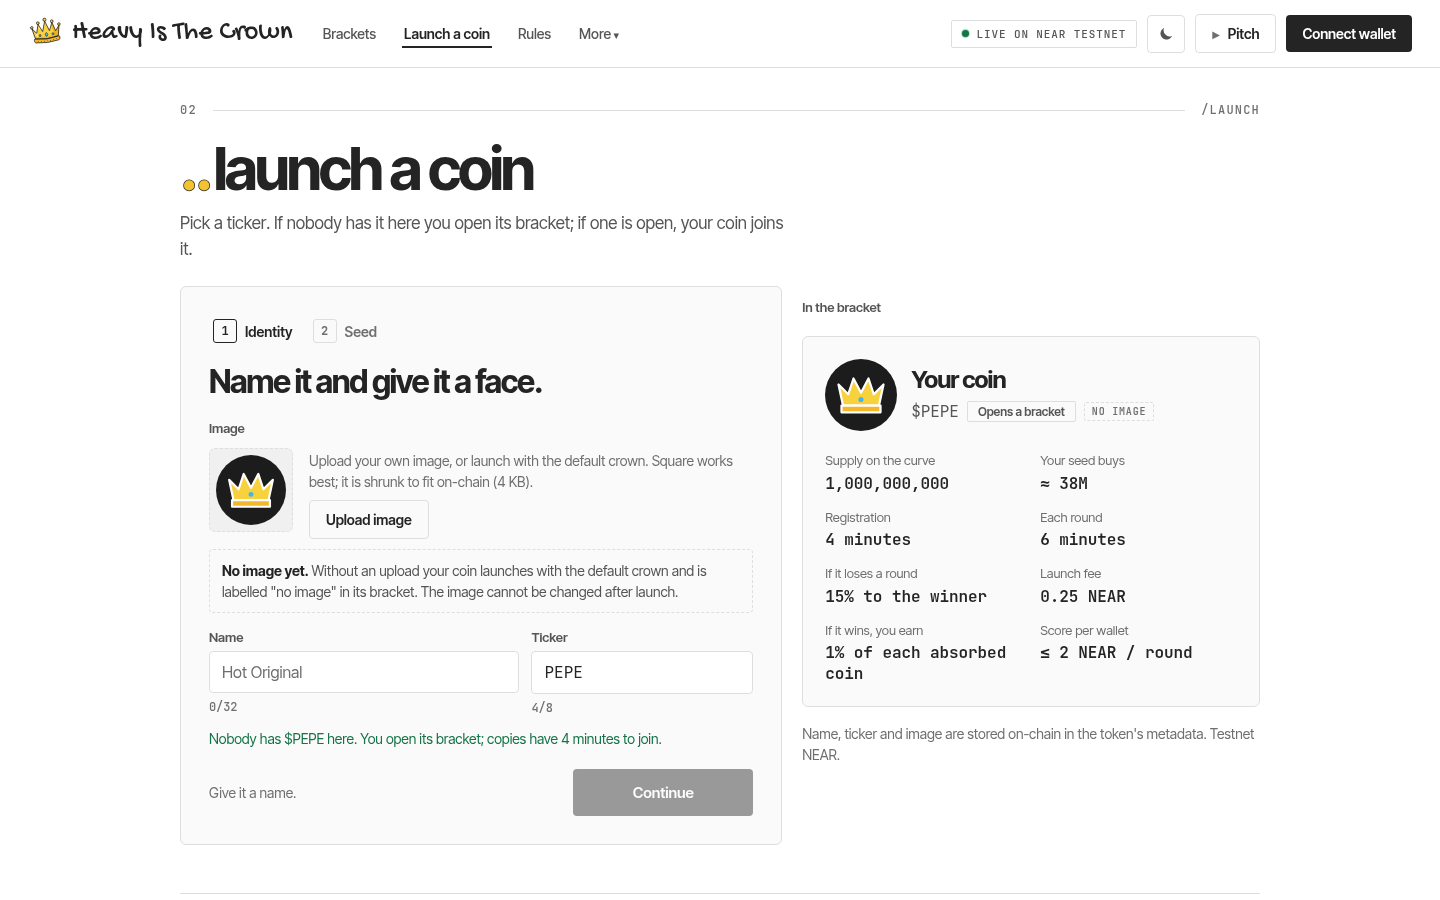 Heavy Is The Crown
Brackets
Launch a coin
Rules
More ▾
LIVE ON NEAR TESTNET
▶ Pitch
Connect wallet
02
/LAUNCH
launch a coin
Pick a ticker. If nobody has it here you open its bracket; if one is open, your coin joins
it.
1 Identity
2 Seed
Name it and give it a face.
Image
Upload your own image, or launch with the default crown. Square works
best; it is shrunk to fit on-chain (4 KB).
Upload image
No image yet. Without an upload your coin launches with the default crown and is
labelled "no image" in its bracket. The image cannot be changed after launch.
Name
Ticker
Hot Original
PEPE
0/32
4/8
Nobody has $PEPE here. You open its bracket; copies have 4 minutes to join.
Give it a name.
Continue
In the bracket
Your coin
$PEPE
Opens a bracket
NO IMAGE
Supply on the curve
Your seed buys
1,000,000,000
≈ 38M
Registration
Each round
4 minutes
6 minutes
If it loses a round
Launch fee
15% to the winner
0.25 NEAR
If it wins, you earn
Score per wallet
1% of each absorbed
coin
≤ 2 NEAR / round
Name, ticker and image are stored on-chain in the token's metadata. Testnet
NEAR.